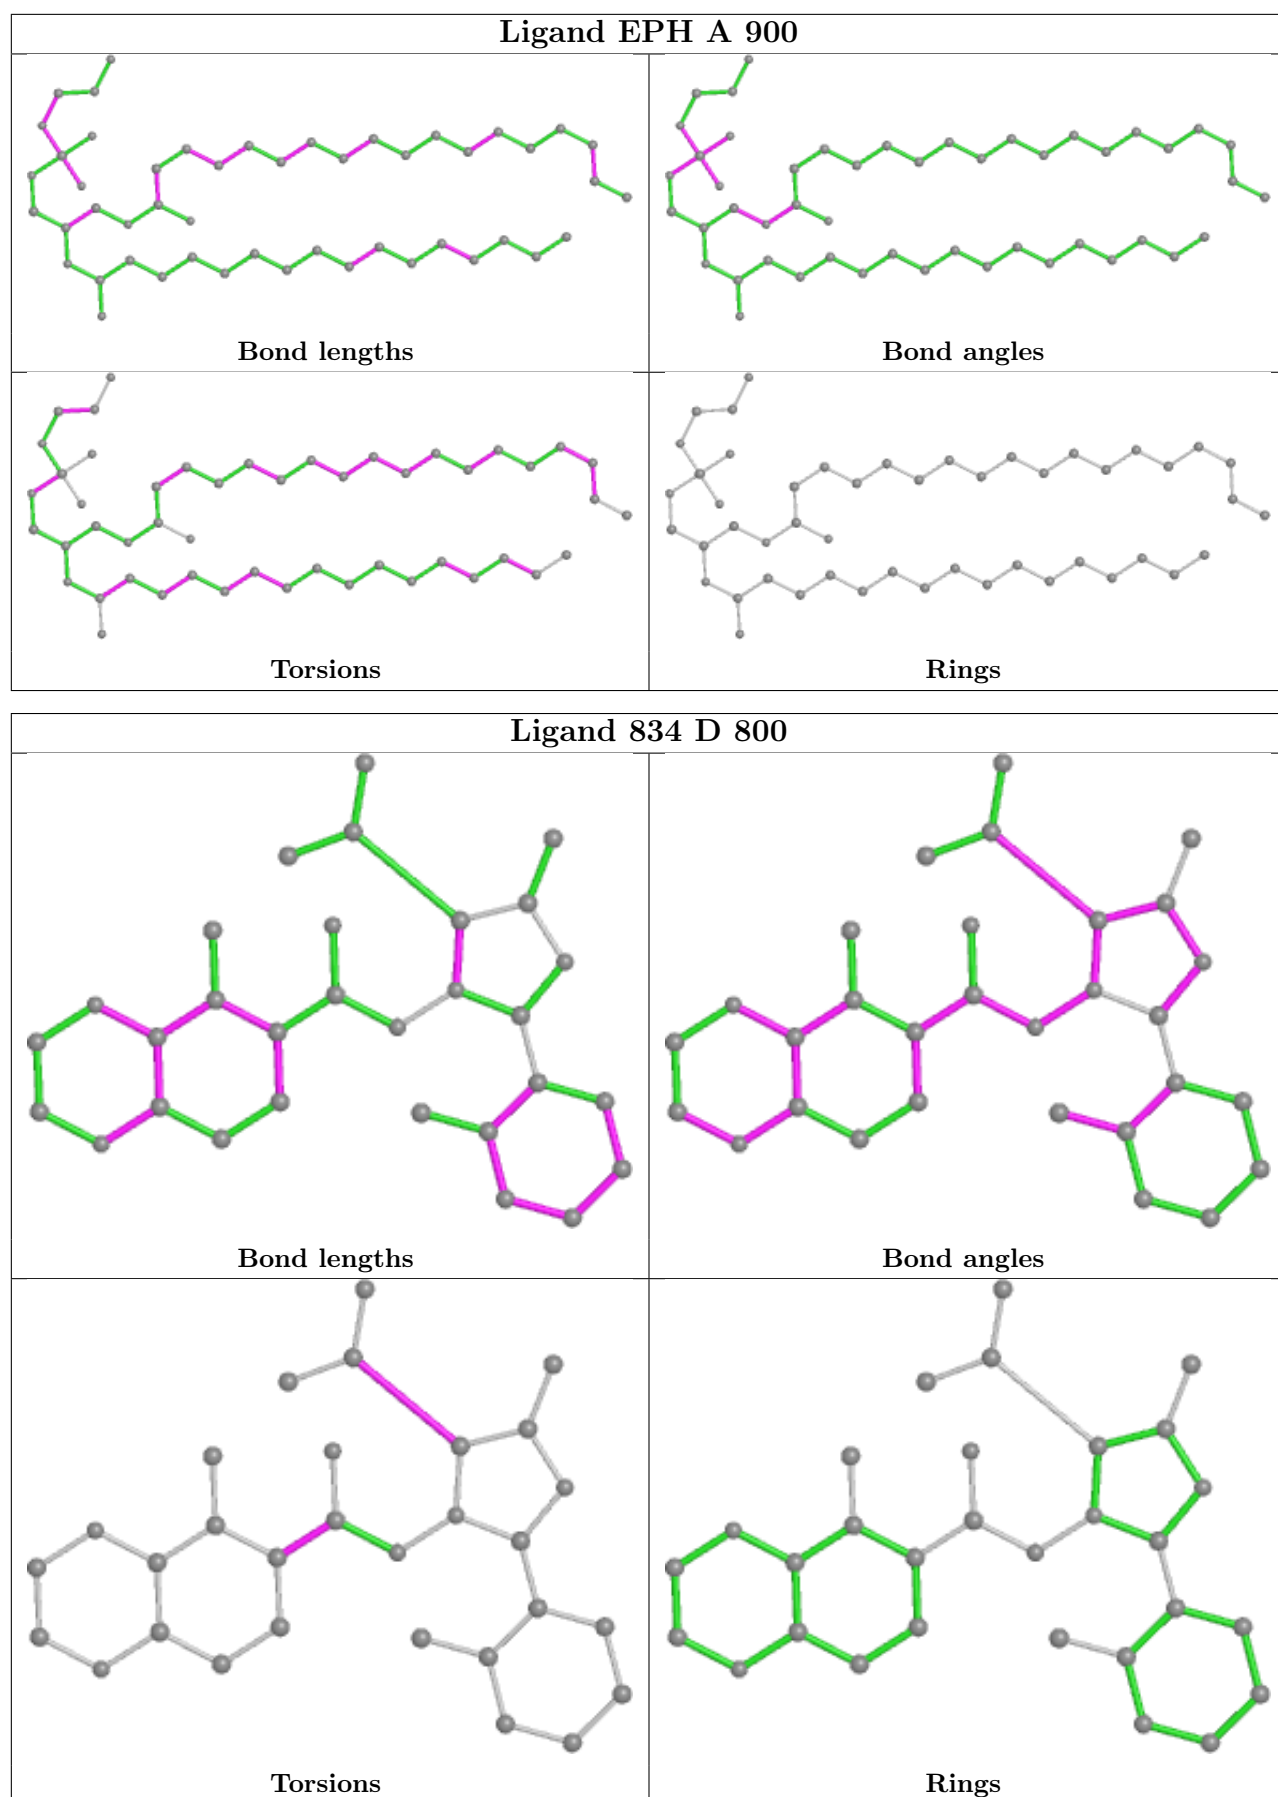 Ligand EPH A 900
Bond lengths
Bond angles
Torsions
Rings
Ligand 834 D 800
Bond lengths
Bond angles
Torsions
Rings